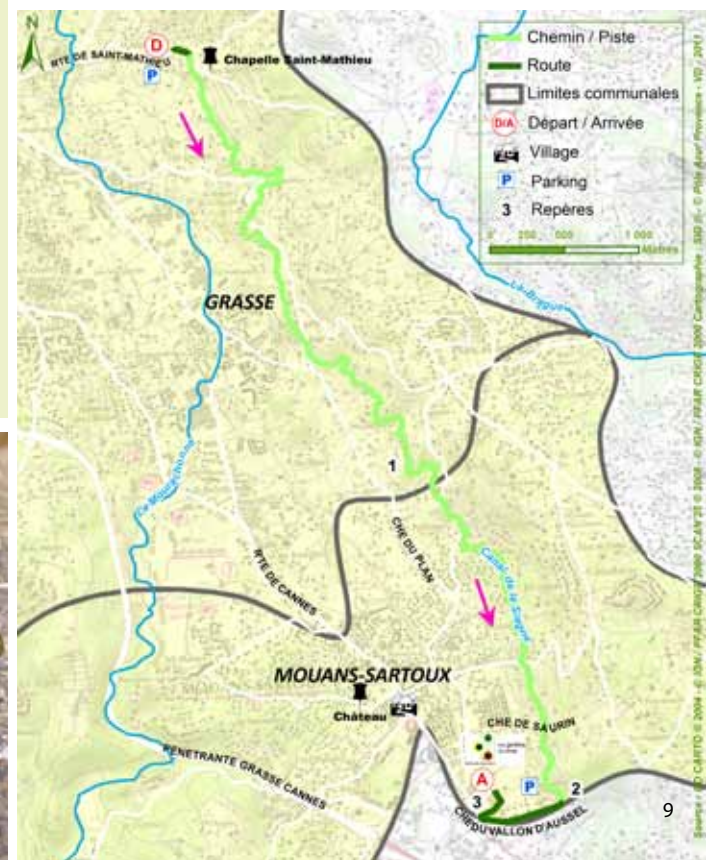 N
D
RTE DE SAINT-MATHIEU
P
Chapelle Saint-Mathieu
Chemin / Piste
Route
Limites communales
D/A Départ / Arrivée
Village
P Parking
3 Repères
1 000
Mètres
La Brague
GRASSE
1
CHE DU PLAN
RTE DE CANNES
Canal de la Siagne
MOUANS-SARTOUX
Château
CHE DE SAURIN
PENETRANTE GRASSE CANNES
A
P
2
3
CHE DU VALLON D'AUSSEL
9